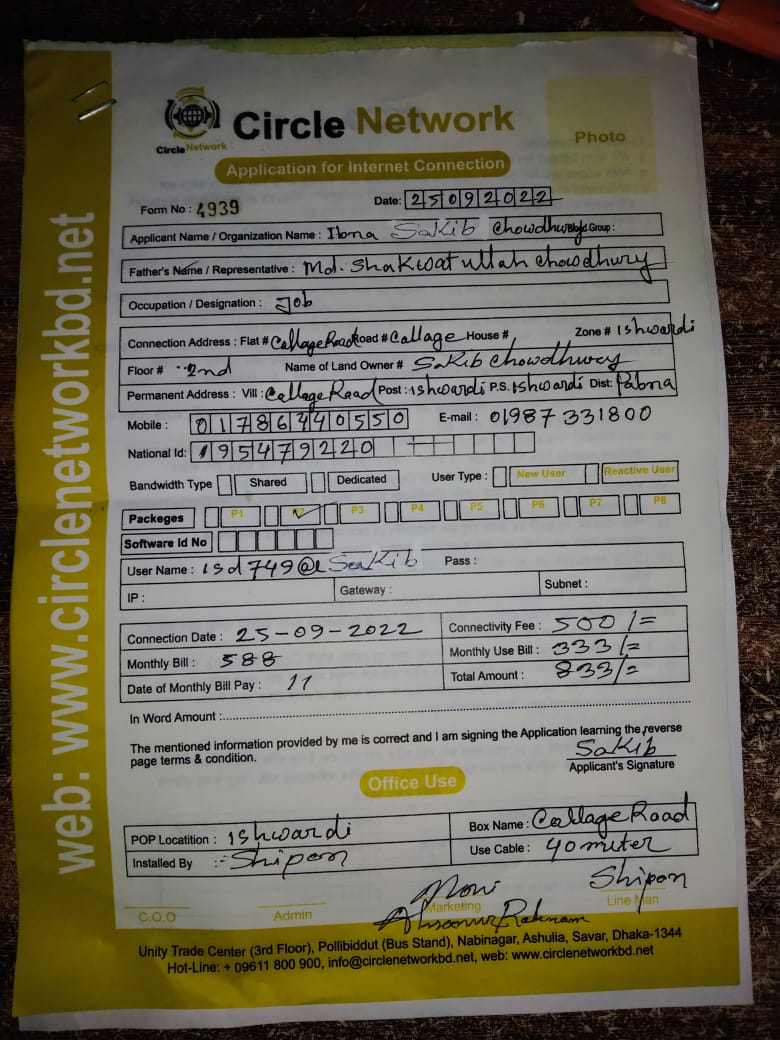 Circle Network
Circle Network
Photo
Application for Internet Connection
Form No : 4939
Date: 25092022
Applicant Name / Organization Name : Ibna Sakib Chowdhury Blood Group :
Father's Name / Representative : Md. Shakwat ullah chowdhury
Occupation / Designation : Job
Connection Address : Flat # Callage Road Road # Callage House # Zone # Ishwardi
Floor # 2nd Name of Land Owner # Sakib Chowdhurey
Permanent Address : Vill : Callage Road Post : Ishwardi P.S. Ishwardi Dist: Pabna
Mobile : 01786440550 E-mail : 01987 331800
National Id: 195479220
Bandwidth Type Shared Dedicated User Type : New User Reactive User
Packeges P1 P2 P3 P4 P5 P6 P7 P8
Software Id No
User Name : isd749@ Sakib Pass :
IP : Gateway : Subnet :
Connection Date : 25-09-2022 Connectivity Fee : 500/=
Monthly Bill : 588 Monthly Use Bill : 333/=
Date of Monthly Bill Pay : 11 Total Amount : 833/=
In Word Amount :
The mentioned information provided by me is correct and I am signing the Application learning the reverse
page terms & condition.
Sakib
Applicant's Signature
Office Use
POP Locatition : Ishwardi Box Name : Callage Road
Installed By :- Shipon Use Cable : 40 miter
Moni Shipon
C.O.O Admin Marketing Line Man
Unity Trade Center (3rd Floor), Pollibiddut (Bus Stand), Nabinagar, Ashulia, Savar, Dhaka-1344
Hot-Line: + 09611 800 900, info@circlenetworkbd.net, web: www.circlenetworkbd.net
web: www.circlenetworkbd.net